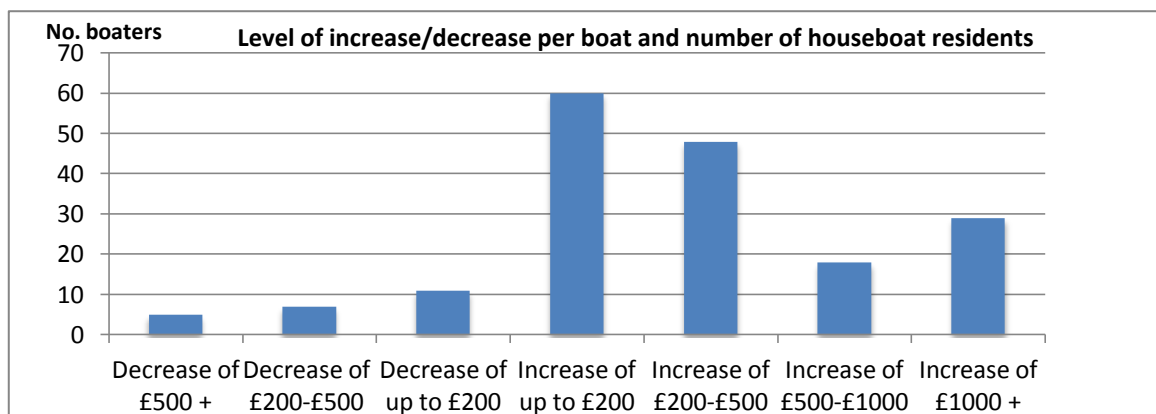 No. boaters
Level of increase/decrease per boat and number of houseboat residents
70
60
50
40
30
20
10
0
Decrease of £500 +
Decrease of £200-£500
Decrease of up to £200
Increase of up to £200
Increase of £200-£500
Increase of £500-£1000
Increase of £1000 +